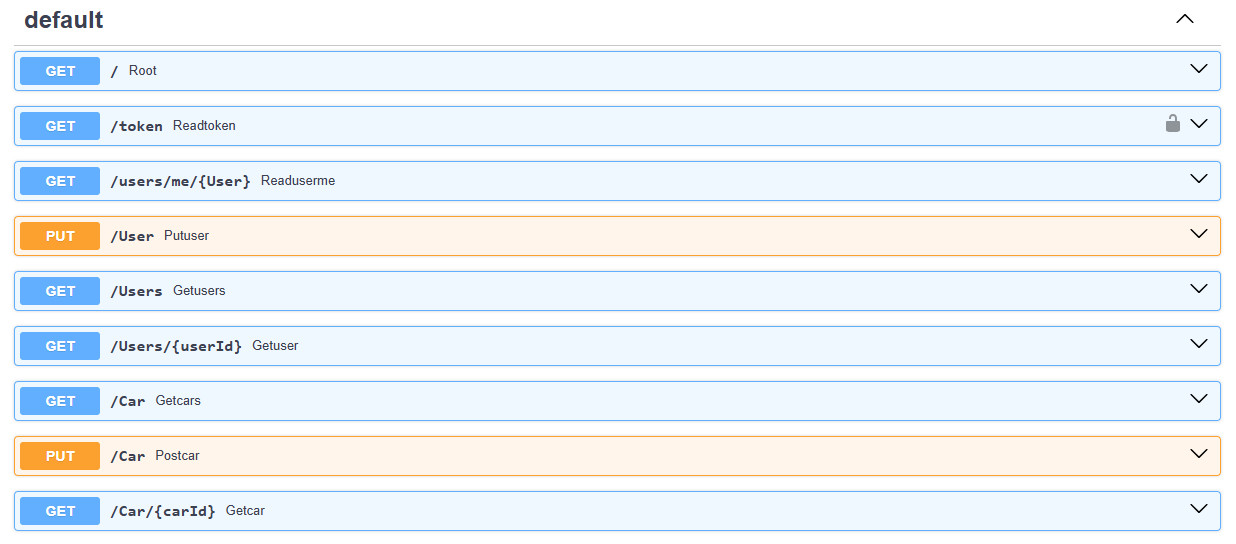 default
GET / Root
GET /token Readtoken
GET /users/me/{User} Readuserme
PUT /User Putuser
GET /Users Getusers
GET /Users/{userId} Getuser
GET /Car Getcars
PUT /Car Postcar
GET /Car/{carId} Getcar